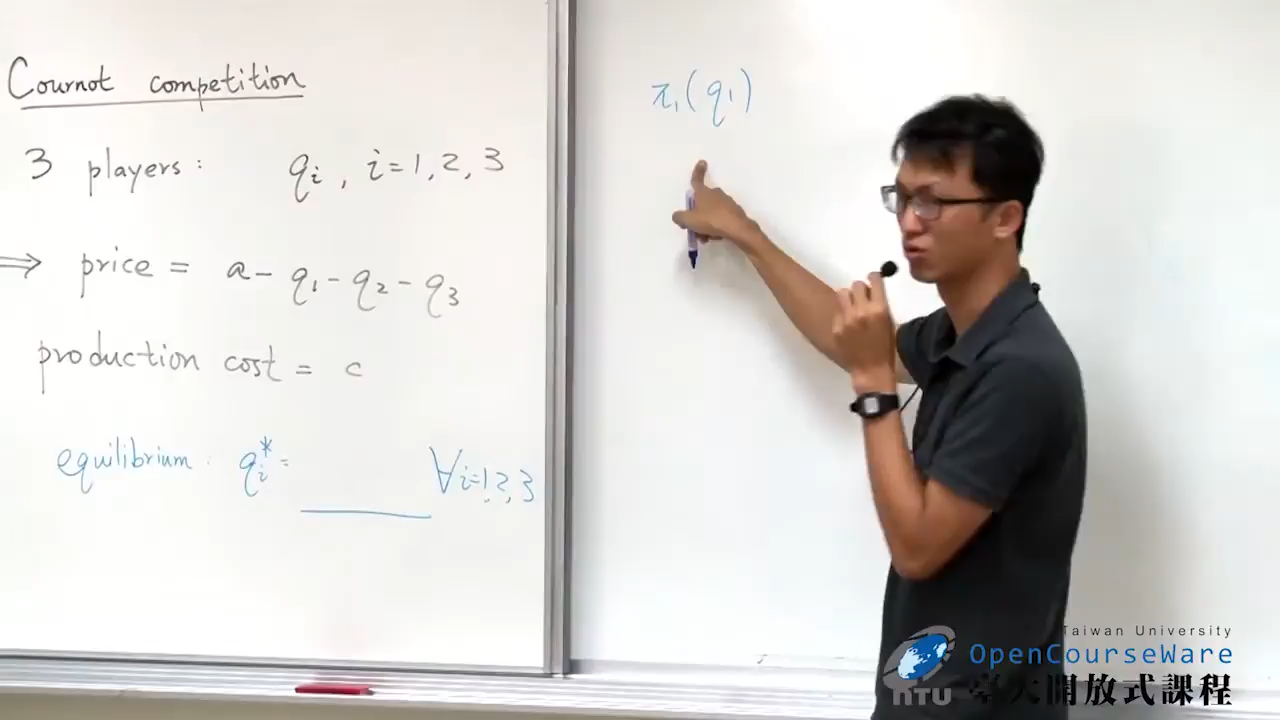 Cournot competition
3 players: qi, i=1,2,3
⇒ price = a - q1 - q2 - q3
production cost = c
equilibrium: qi* = ______ ∀i=1,2,3
π1(q1)
Taiwan University
OpenCourseWare
NTU 臺大開放式課程